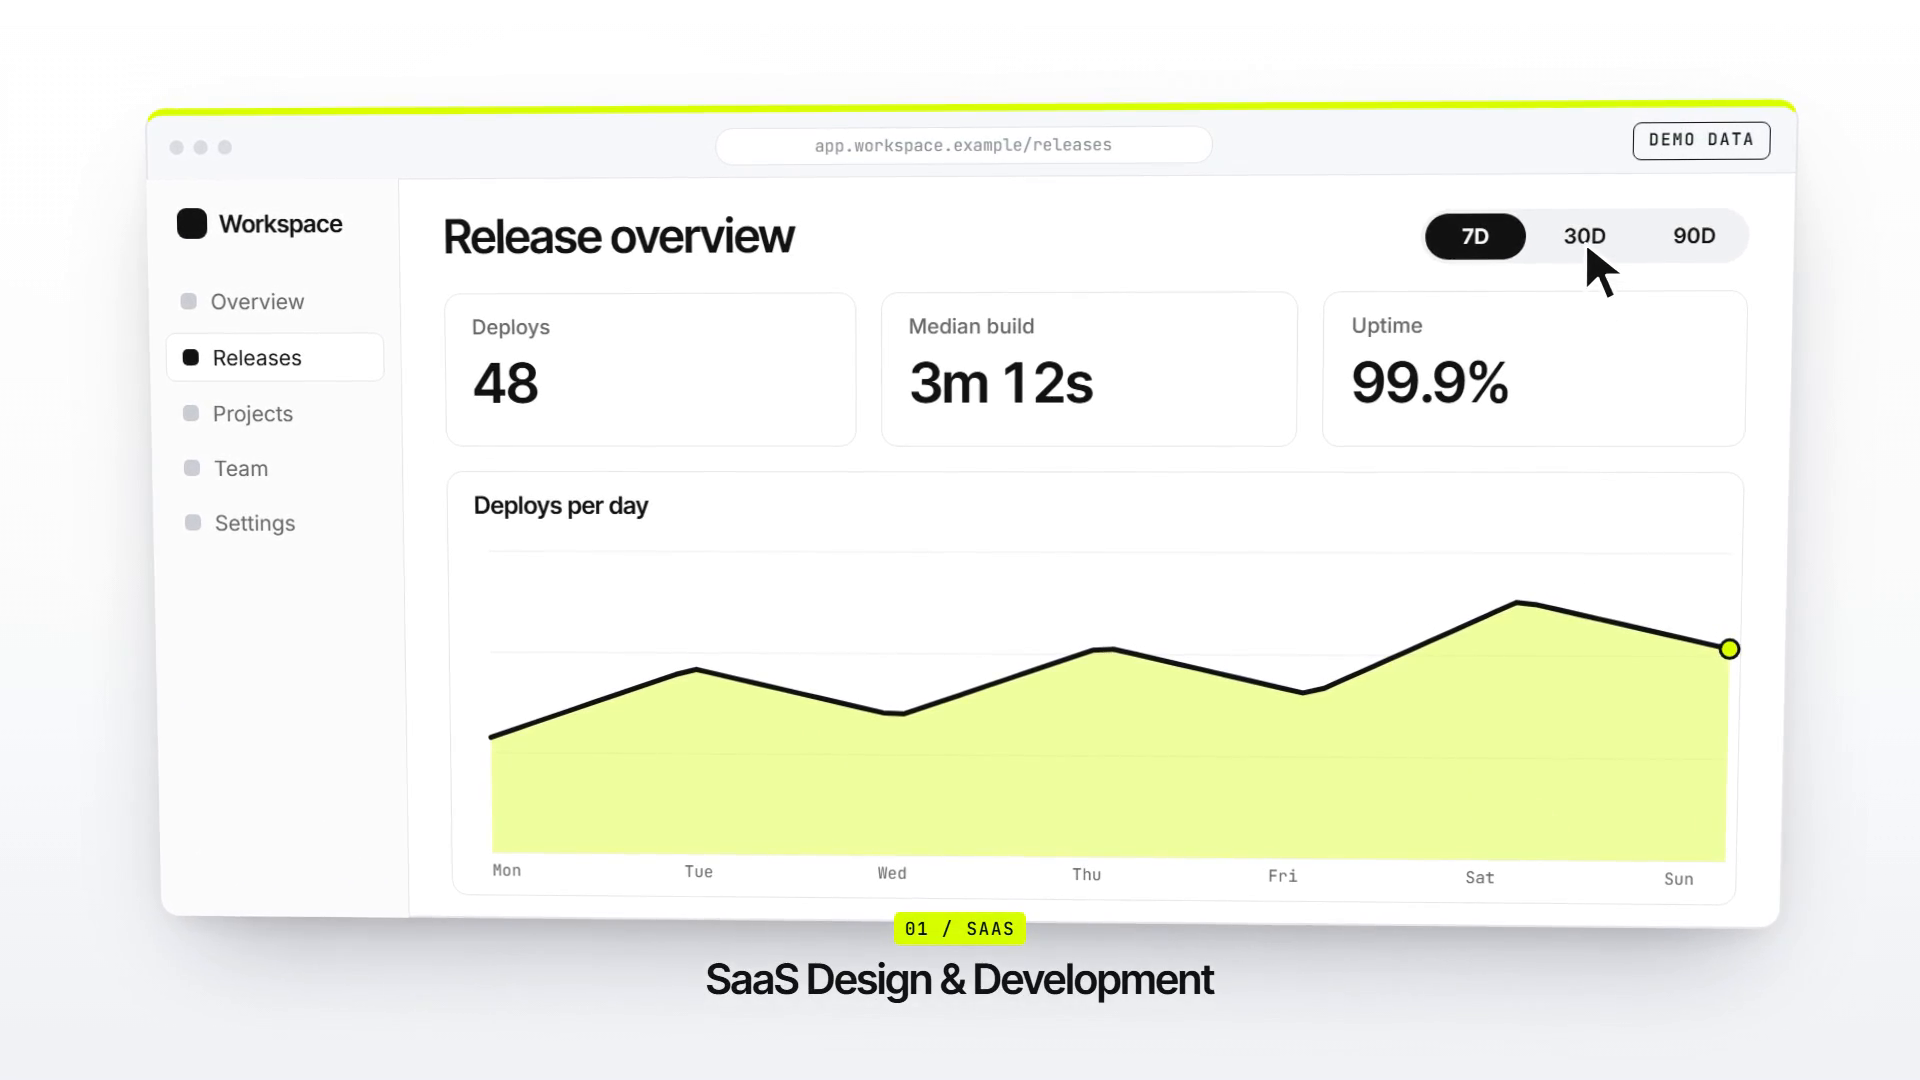 app.workspace.example/releases
DEMO DATA
Workspace
Overview
Releases
Projects
Team
Settings
Release overview
7D
30D
90D
Deploys
48
Median build
3m 12s
Uptime
99.9%
Deploys per day
Mon
Tue
Wed
Thu
Fri
Sat
Sun
01 / SAAS
SaaS Design & Development